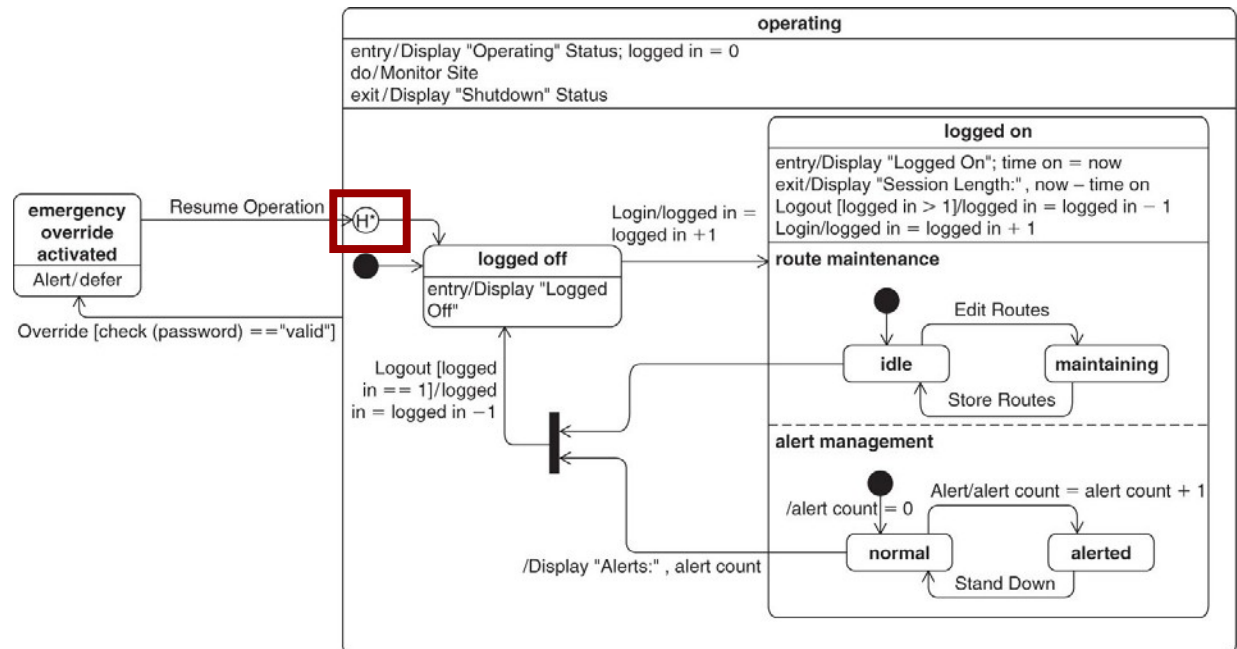 operating
entry/Display "Operating" Status; logged in = 0
do/Monitor Site
exit/Display "Shutdown" Status
emergency
override
activated
Alert/defer
Resume Operation
H*
Override [check (password) =="valid"]
logged off
entry/Display "Logged
Off"
Login/logged in =
logged in +1
Logout [logged
in == 1]/logged
in = logged in −1
logged on
entry/Display "Logged On"; time on = now
exit/Display "Session Length:", now – time on
Logout [logged in > 1]/logged in = logged in − 1
Login/logged in = logged in + 1
route maintenance
Edit Routes
idle
maintaining
Store Routes
alert management
/alert count = 0
Alert/alert count = alert count + 1
normal
alerted
Stand Down
/Display "Alerts:" , alert count